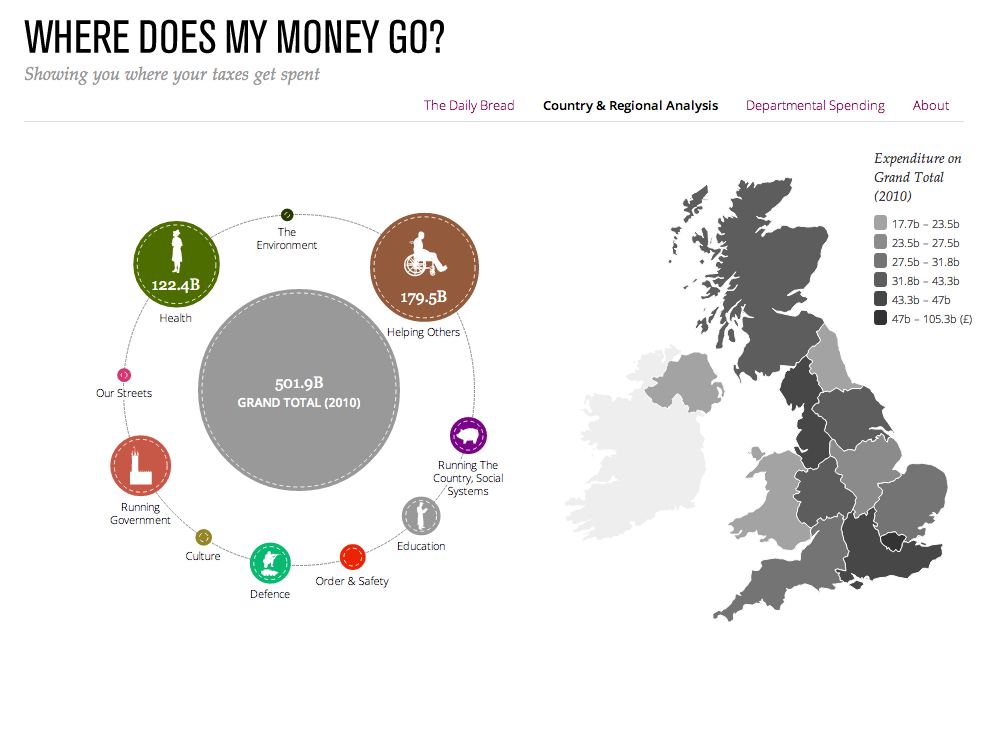 WHERE DOES MY MONEY GO?
Showing you where your taxes get spent
The Daily Bread
Country & Regional Analysis
Departmental Spending
About
The
Environment
122.4B
Health
179.5B
Helping Others
501.9B
GRAND TOTAL (2010)
Our Streets
Running The
Country, Social
Systems
Running
Government
Education
Culture
Order & Safety
Defence
Expenditure on
Grand Total
(2010)
17.7b – 23.5b
23.5b – 27.5b
27.5b – 31.8b
31.8b – 43.3b
43.3b – 47b
47b – 105.3b (£)